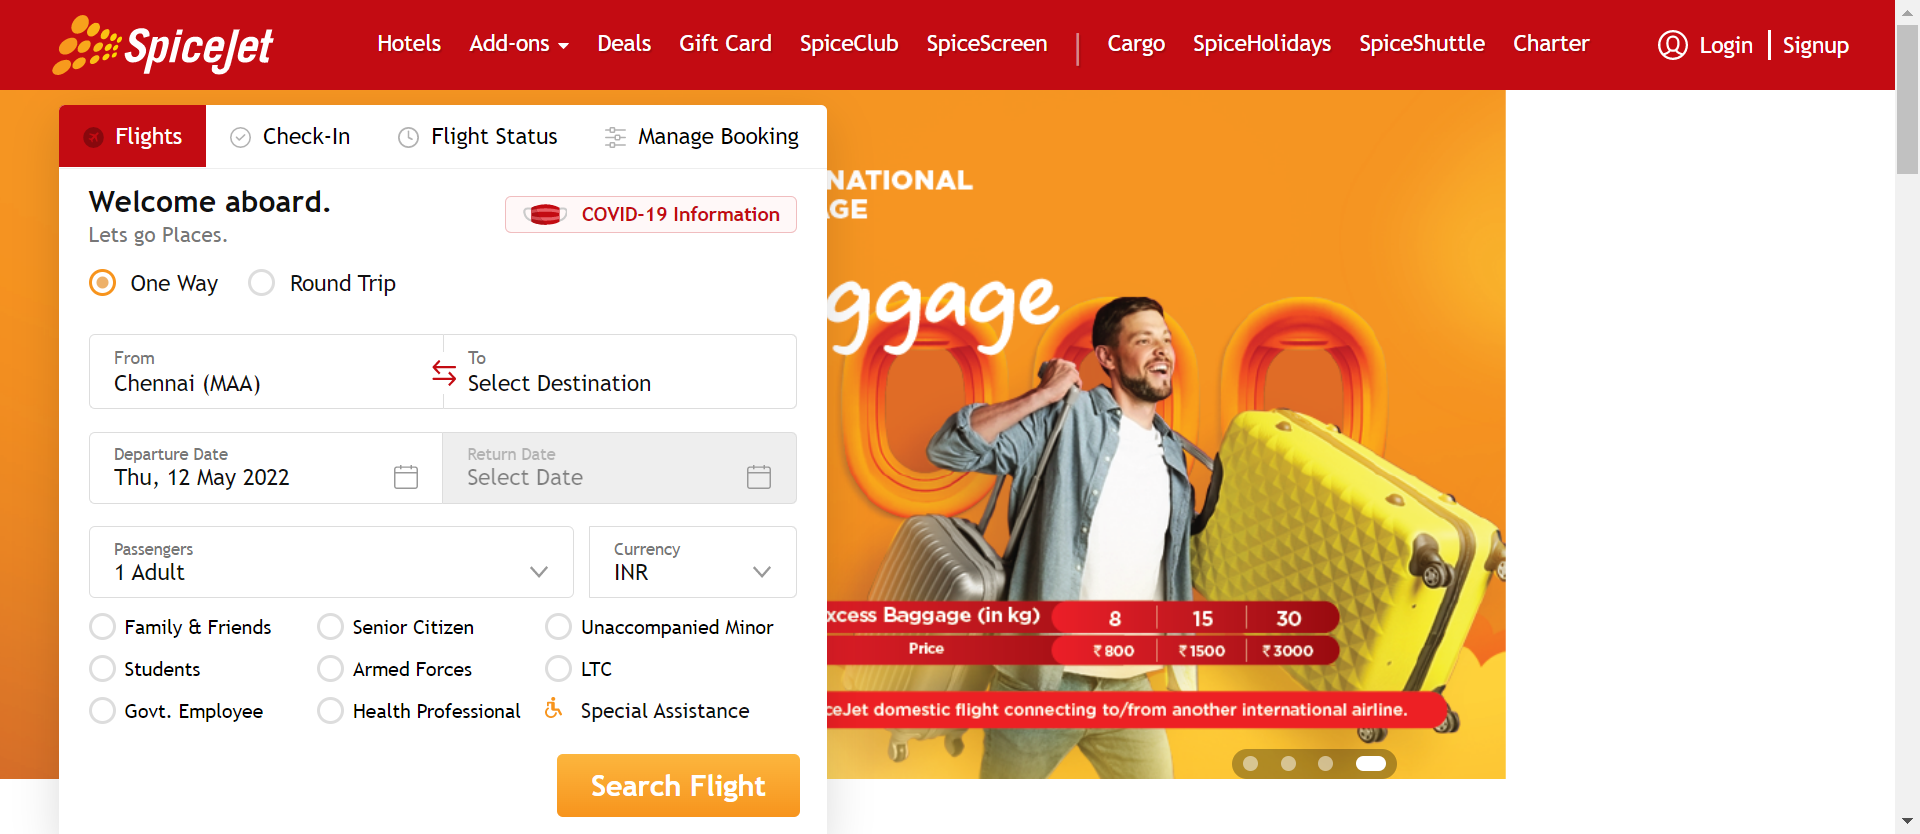 SpiceJet
Hotels Add-ons Deals Gift Card SpiceClub SpiceScreen | Cargo SpiceHolidays SpiceShuttle Charter
Login | Signup
Flights Check-In Flight Status Manage Booking
Welcome aboard.
Lets go Places.
COVID-19 Information
One Way Round Trip
From
Chennai (MAA)
To
Select Destination
Departure Date
Thu, 12 May 2022
Return Date
Select Date
Passengers
1 Adult
Currency
INR
Family & Friends Senior Citizen Unaccompanied Minor
Students Armed Forces LTC
Govt. Employee Health Professional Special Assistance
Search Flight
NATIONAL
GE
ggage
xcess Baggage (in kg) 8 15 30
Price ₹800 ₹1500 ₹3000
ceJet domestic flight connecting to/from another international airline.